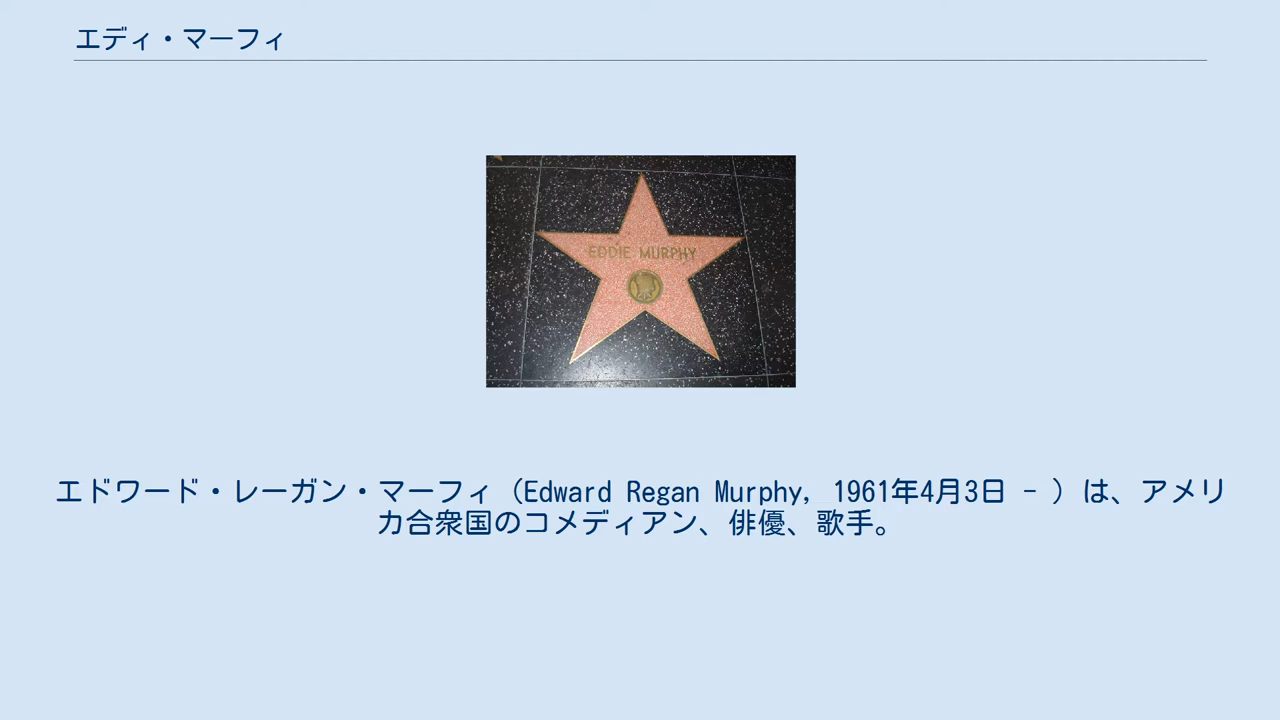 エディ・マーフィ
EDDIE MURPHY
エドワード・レーガン・マーフィ（Edward Regan Murphy, 1961年4月3日 - ）は、アメリ
カ合衆国のコメディアン、俳優、歌手。